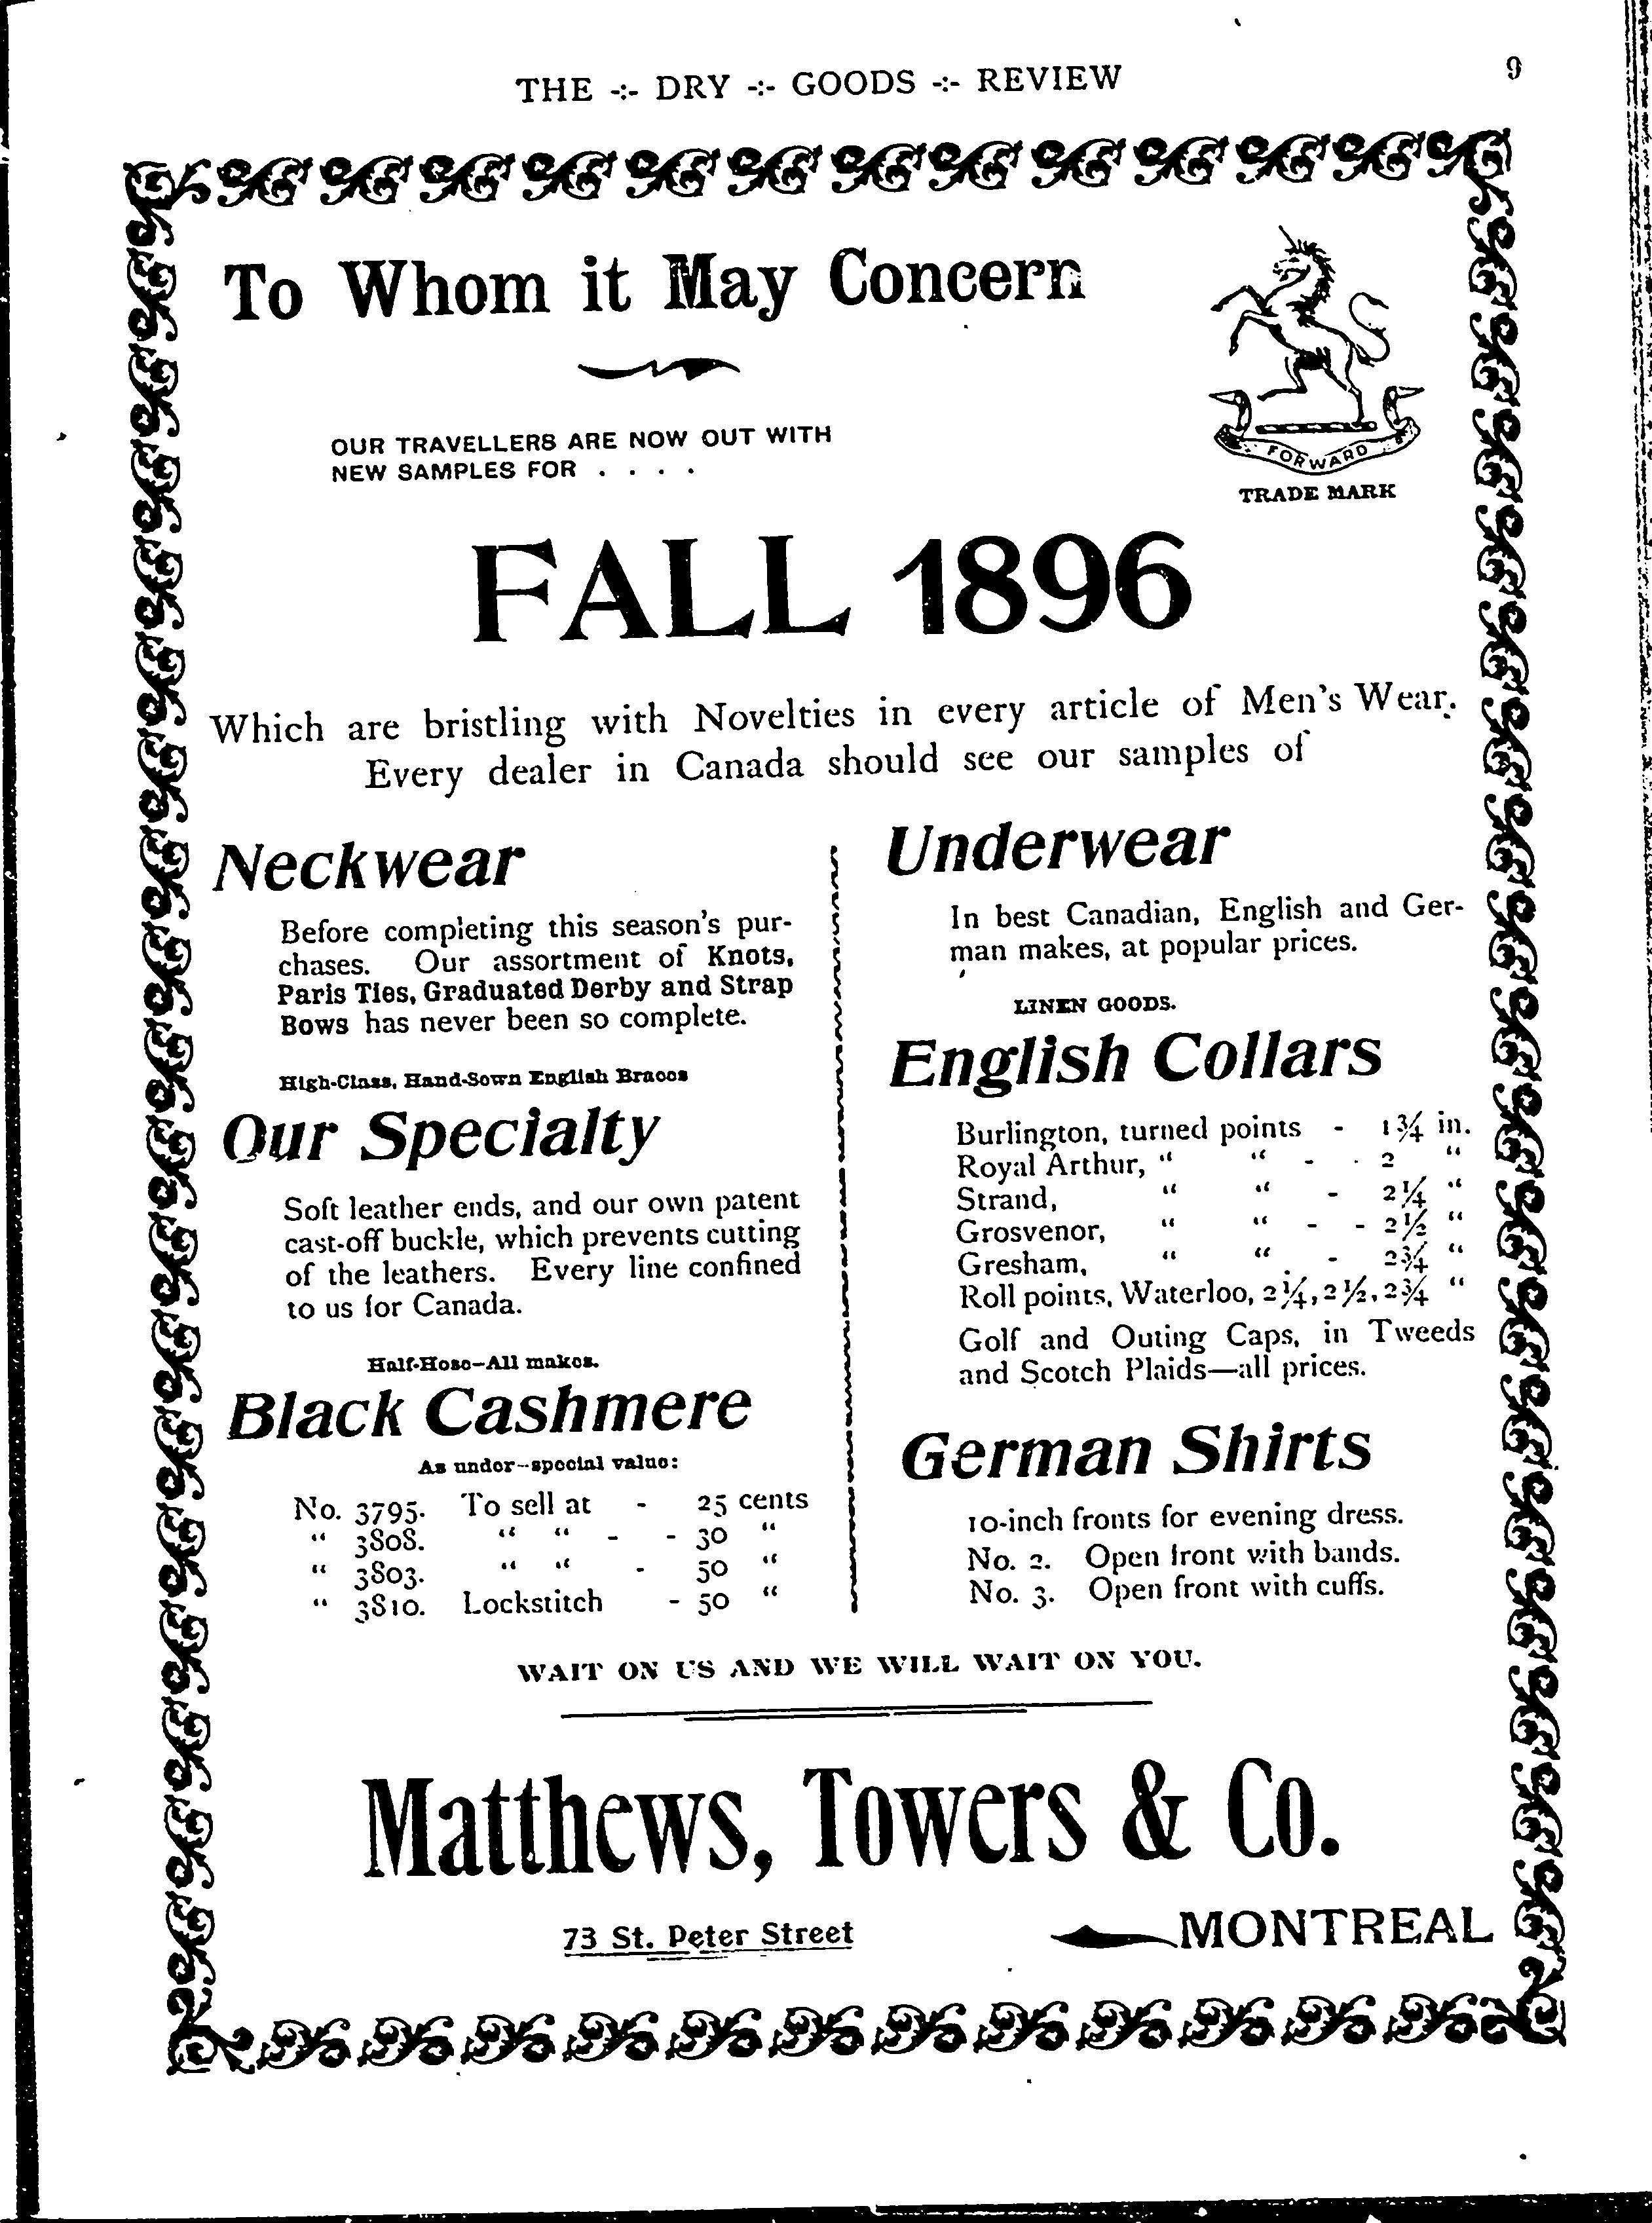 THE -:- DRY -:- GOODS -:- REVIEW
9
To Whom it May Concern
FORWARD
TRADE MARK
OUR TRAVELLERS ARE NOW OUT WITH
NEW SAMPLES FOR . . . .
FALL 1896
Which are bristling with Novelties in every article of Men's Wear.
Every dealer in Canada should see our samples of
Neckwear
Before completing this season's pur-
chases. Our assortment of Knots,
Paris Ties, Graduated Derby and Strap
Bows has never been so complete.
High-Class, Hand-Sewn English Braces
Our Specialty
Soft leather ends, and our own patent
cast-off buckle, which prevents cutting
of the leathers. Every line confined
to us for Canada.
Half-Hose—All makes.
Black Cashmere
As under—special value:
No. 3795. To sell at - 25 cents
" 3808. " " - - 30 "
" 3803. " " - 50 "
" 3810. Lockstitch - 50 "
Underwear
In best Canadian, English and Ger-
man makes, at popular prices.
LINEN GOODS.
English Collars
Burlington, turned points - 1¾ in.
Royal Arthur, " " - - 2 "
Strand, " " - 2¼ "
Grosvenor, " " - - 2½ "
Gresham, " " - 2¾ "
Roll points, Waterloo, 2¼, 2½, 2¾ "
Golf and Outing Caps, in Tweeds
and Scotch Plaids—all prices.
German Shirts
10-inch fronts for evening dress.
No. 2. Open front with bands.
No. 3. Open front with cuffs.
WAIT ON US AND WE WILL WAIT ON YOU.
Matthews, Towers & Co.
73 St. Peter Street
MONTREAL